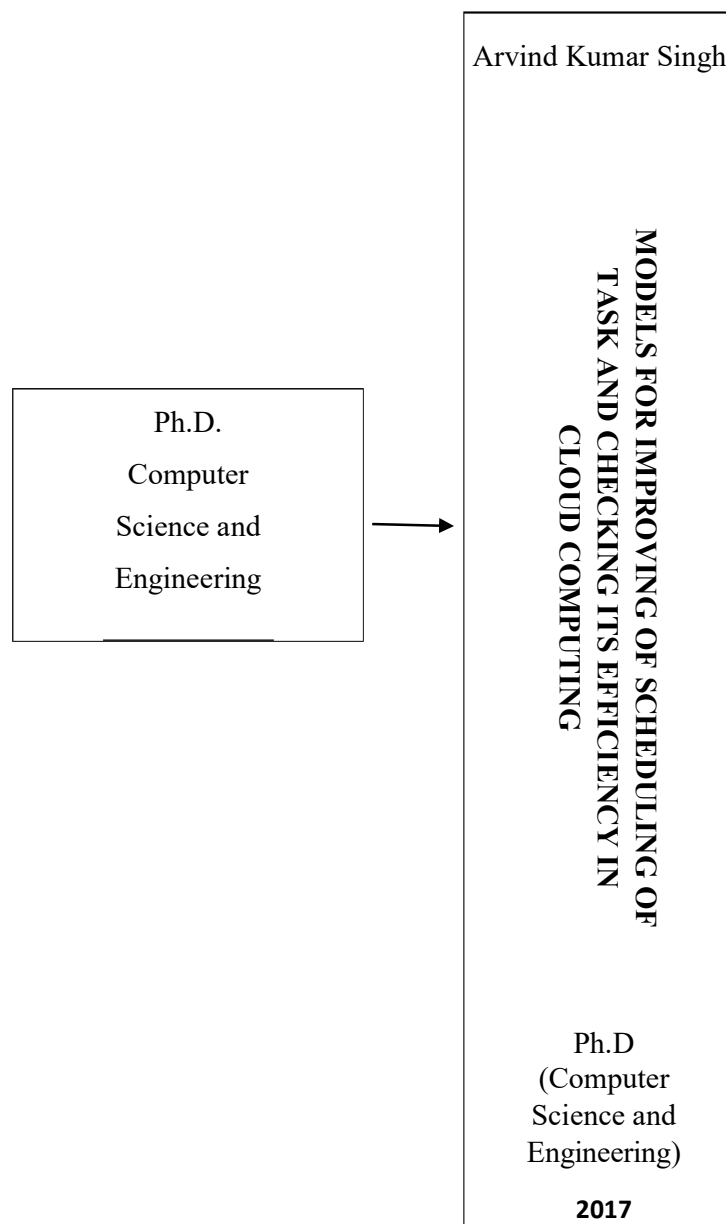 Arvind Kumar Singh
MODELS FOR IMPROVING OF SCHEDULING OF
TASK AND CHECKING ITS EFFICIENCY IN
CLOUD COMPUTING
Ph.D.
Computer
Science and
Engineering
Ph.D
(Computer
Science and
Engineering)
2017